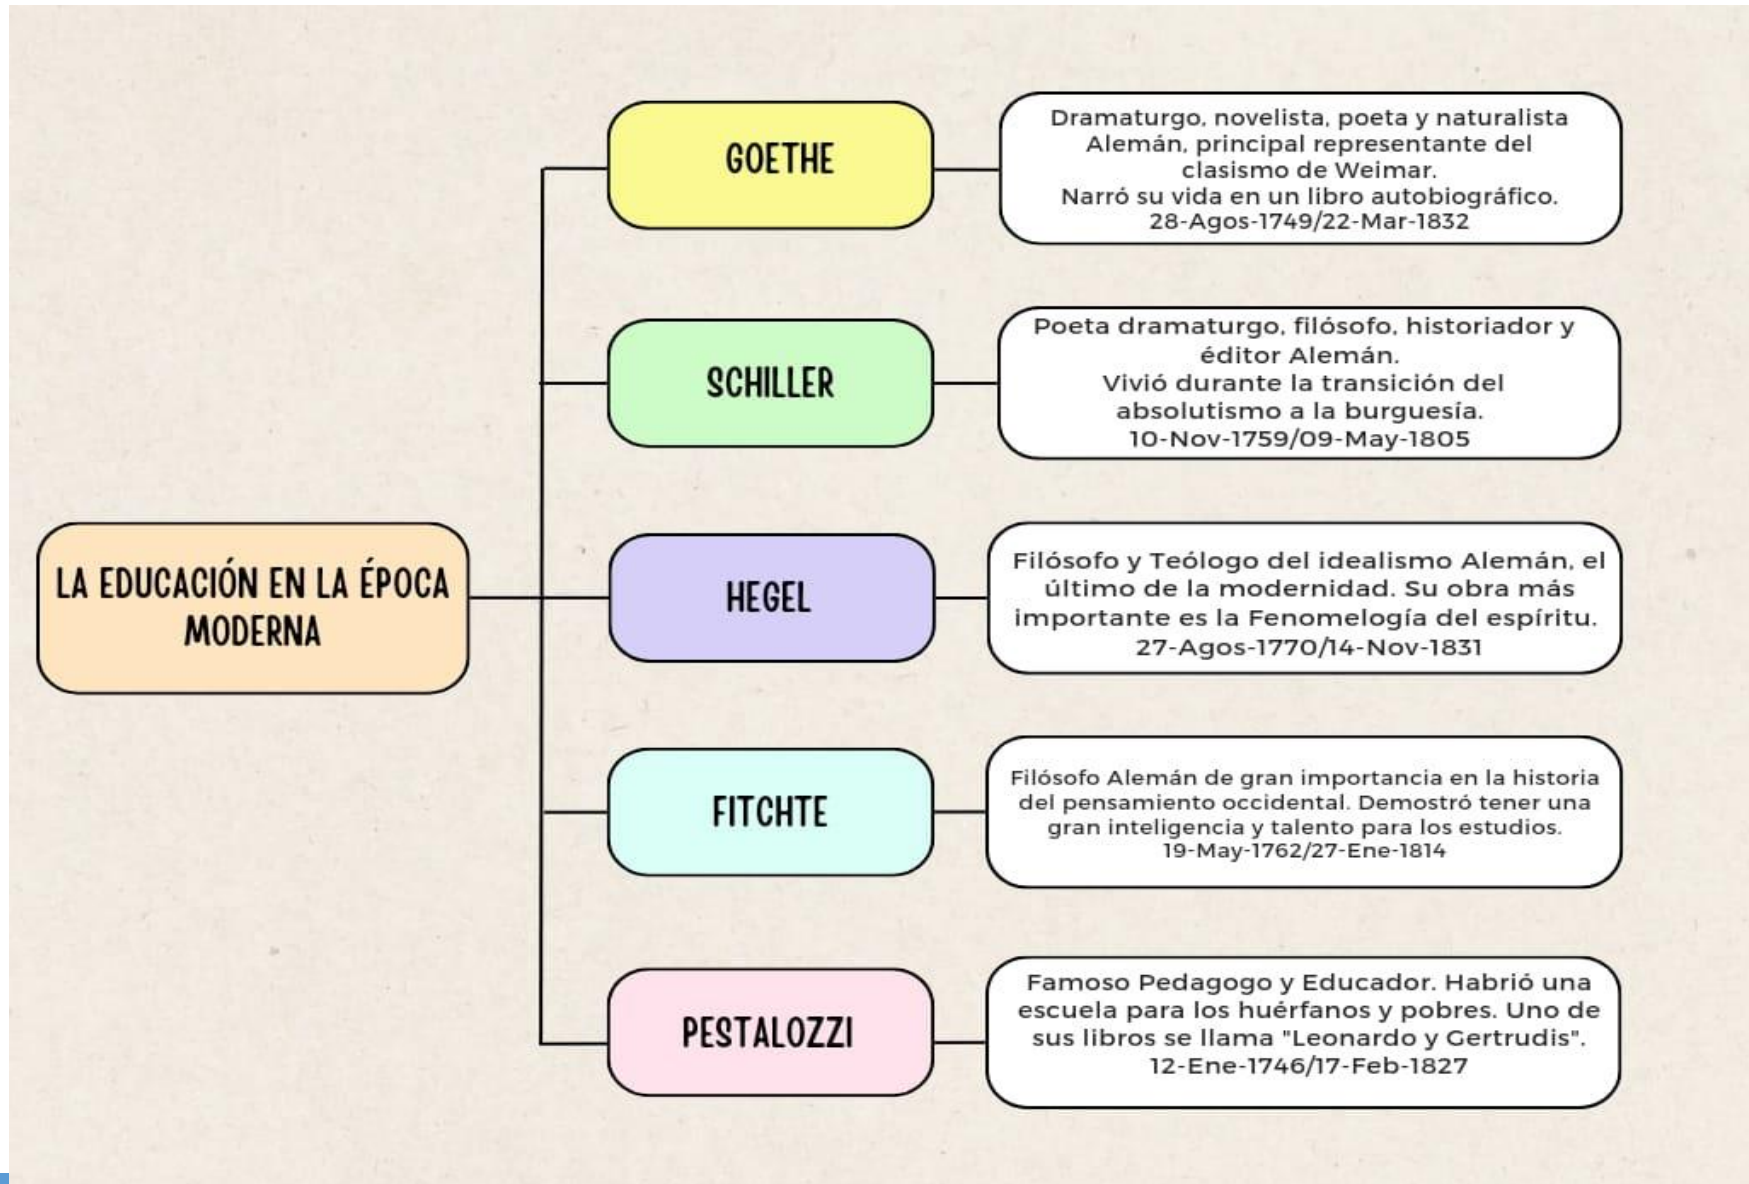 LA EDUCACIÓN EN LA ÉPOCA
MODERNA
GOETHE
Dramaturgo, novelista, poeta y naturalista
Alemán, principal representante del
clasismo de Weimar.
Narró su vida en un libro autobiográfico.
28-Agos-1749/22-Mar-1832
SCHILLER
Poeta dramaturgo, filósofo, historiador y
éditor Alemán.
Vivió durante la transición del
absolutismo a la burguesía.
10-Nov-1759/09-May-1805
HEGEL
Filósofo y Teólogo del idealismo Alemán, el
último de la modernidad. Su obra más
importante es la Fenomelogía del espíritu.
27-Agos-1770/14-Nov-1831
FITCHTE
Filósofo Alemán de gran importancia en la historia
del pensamiento occidental. Demostró tener una
gran inteligencia y talento para los estudios.
19-May-1762/27-Ene-1814
PESTALOZZI
Famoso Pedagogo y Educador. Habrió una
escuela para los huérfanos y pobres. Uno de
sus libros se llama "Leonardo y Gertrudis".
12-Ene-1746/17-Feb-1827